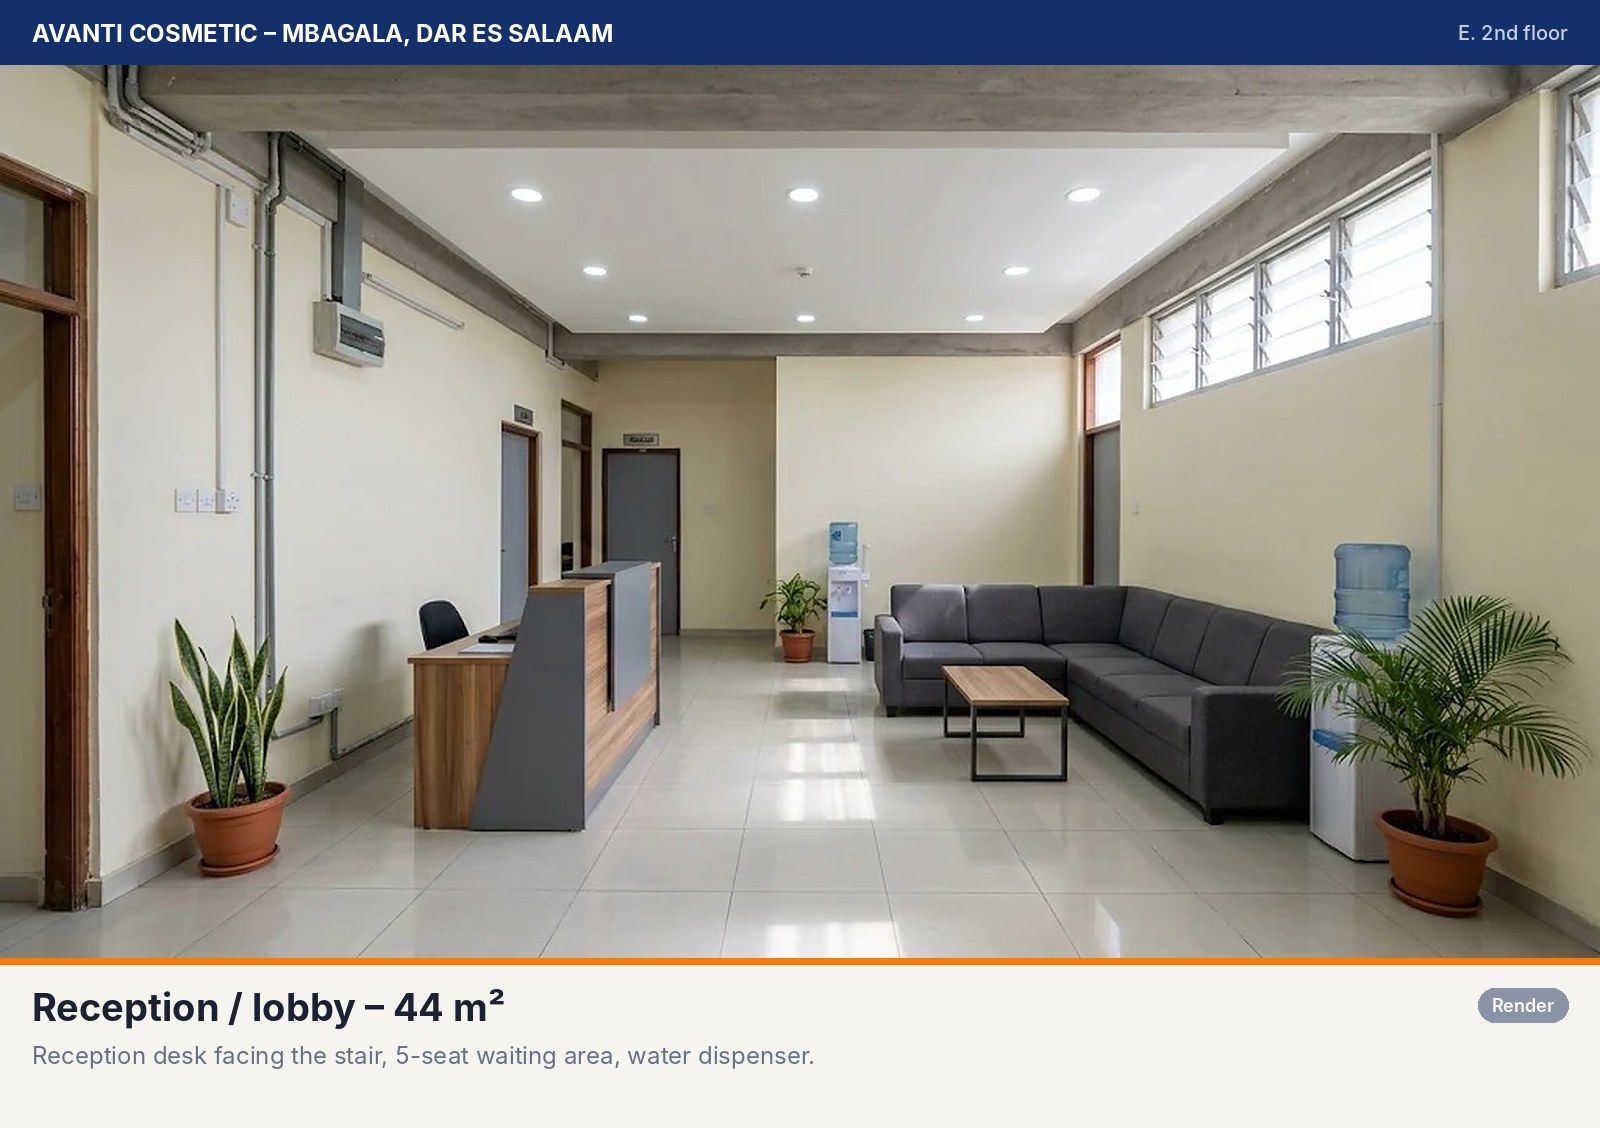 AVANTI COSMETIC – MBAGALA, DAR ES SALAAM
E. 2nd floor
Reception / lobby – 44 m²
Render
Reception desk facing the stair, 5-seat waiting area, water dispenser.